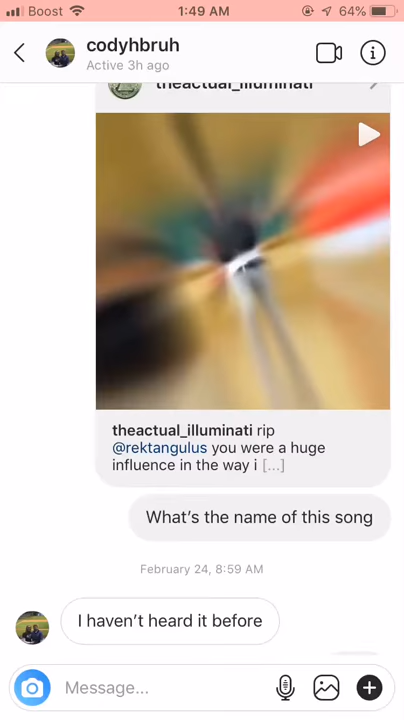 Boost 1:49 AM 64%
codyhbruh
Active 3h ago
theactual_illuminati
theactual_illuminati rip
@rektangulus you were a huge
influence in the way i [...]
What's the name of this song
February 24, 8:59 AM
I haven't heard it before
Message...